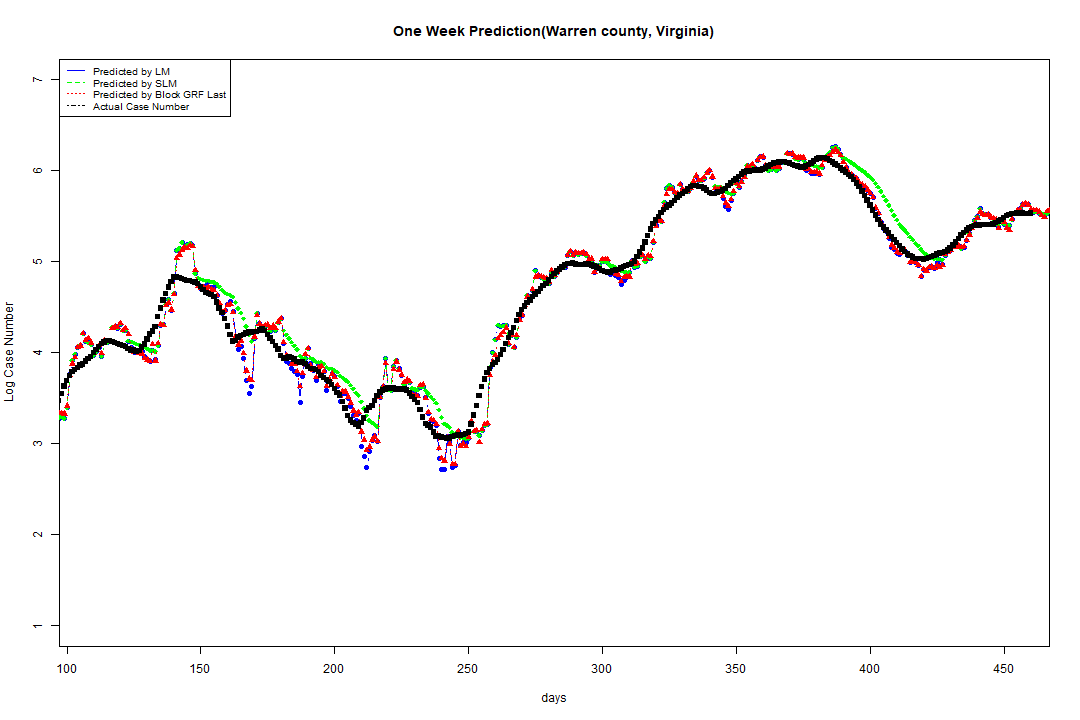 One Week Prediction(Warren county, Virginia)
Predicted by LM
Predicted by SLM
Predicted by Block GRF Last
Actual Case Number
7
6
5
4
3
2
1
Log Case Number
100 150 200 250 300 350 400 450
days